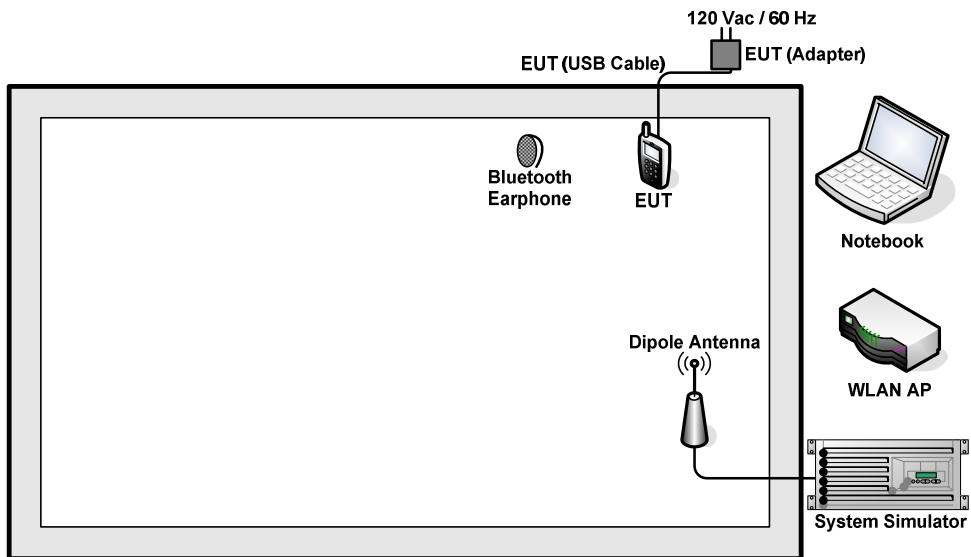 120 Vac / 60 Hz
EUT (USB Cable)
EUT (Adapter)
Bluetooth
Earphone
EUT
Notebook
Dipole Antenna
WLAN AP
System Simulator